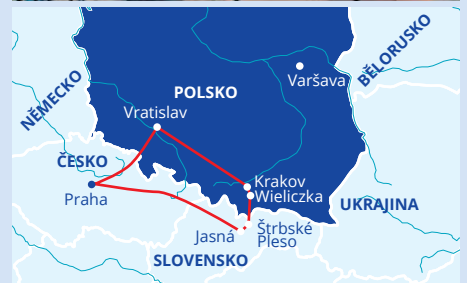 BĚLORUSKO
NĚMECKO
POLSKO
Varšava
Vratislav
ČESKO
Praha
Krakov
Wieliczka
UKRAJINA
Jasná
Štrbské
Pleso
SLOVENSKO